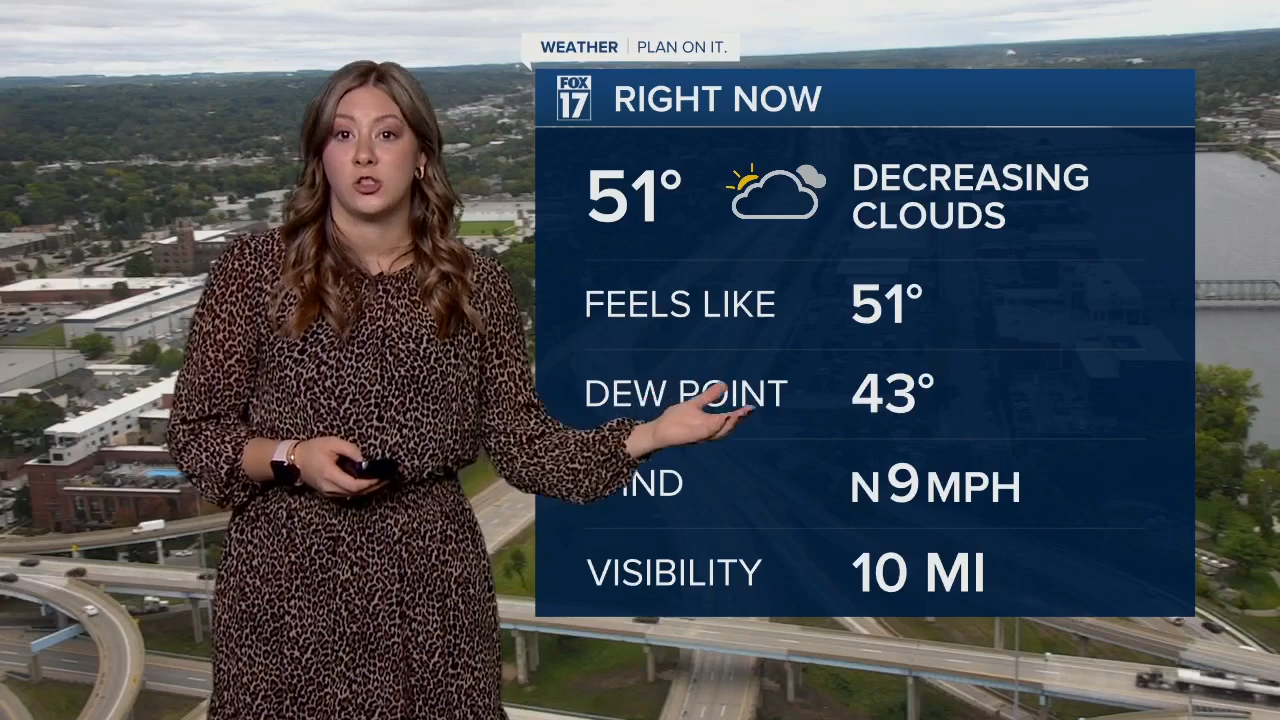 WEATHER | PLAN ON IT.
FOX
17
RIGHT NOW
51° DECREASING
CLOUDS
FEELS LIKE 51°
DEW POINT 43°
IND N 9 MPH
VISIBILITY 10 MI